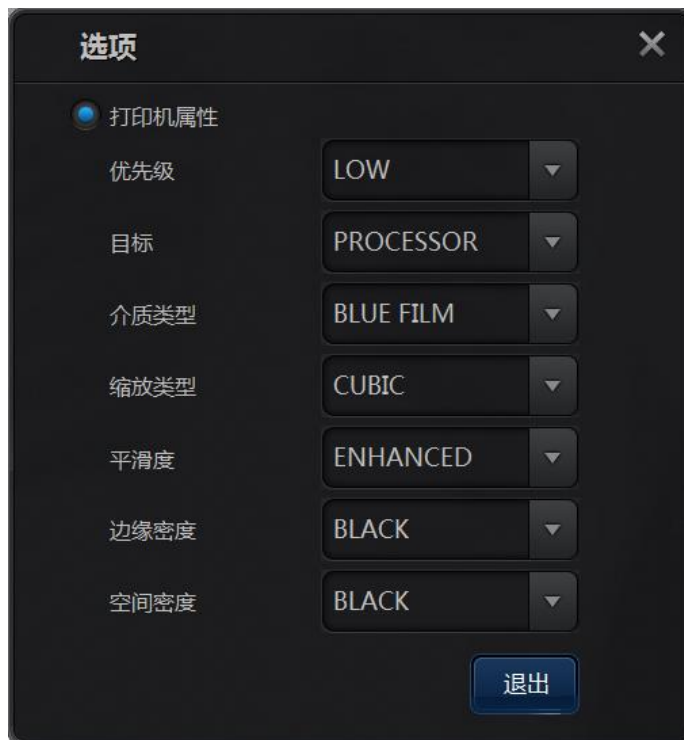 选项
打印机属性
优先级 LOW
目标 PROCESSOR
介质类型 BLUE FILM
缩放类型 CUBIC
平滑度 ENHANCED
边缘密度 BLACK
空间密度 BLACK
退出